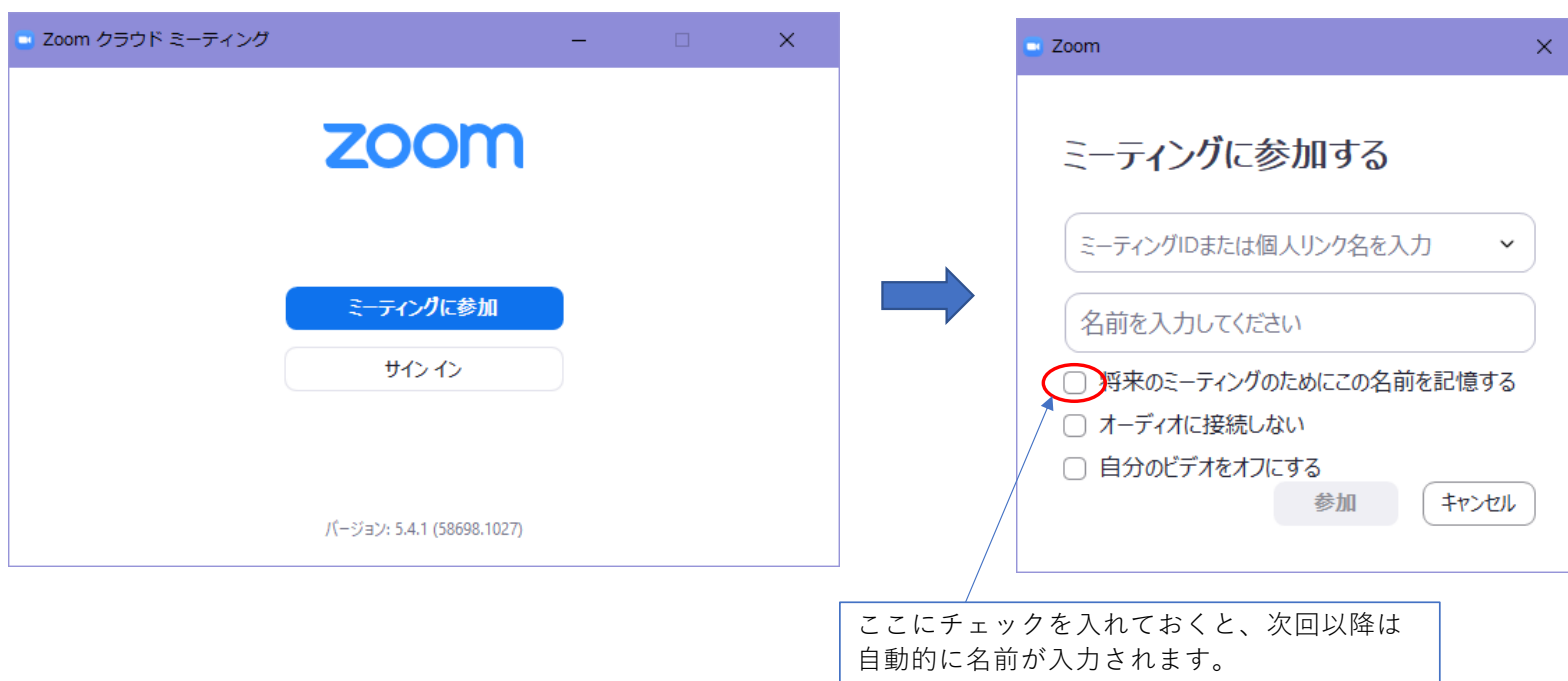 Zoom クラウド ミーティング
zoom
ミーティングに参加
サイン イン
バージョン: 5.4.1 (58698.1027)
Zoom
ミーティングに参加する
ミーティングIDまたは個人リンク名を入力
名前を入力してください
将来のミーティングのためにこの名前を記憶する
オーディオに接続しない
自分のビデオをオフにする
参加
キャンセル
ここにチェックを入れておくと、次回以降は
自動的に名前が入力されます。